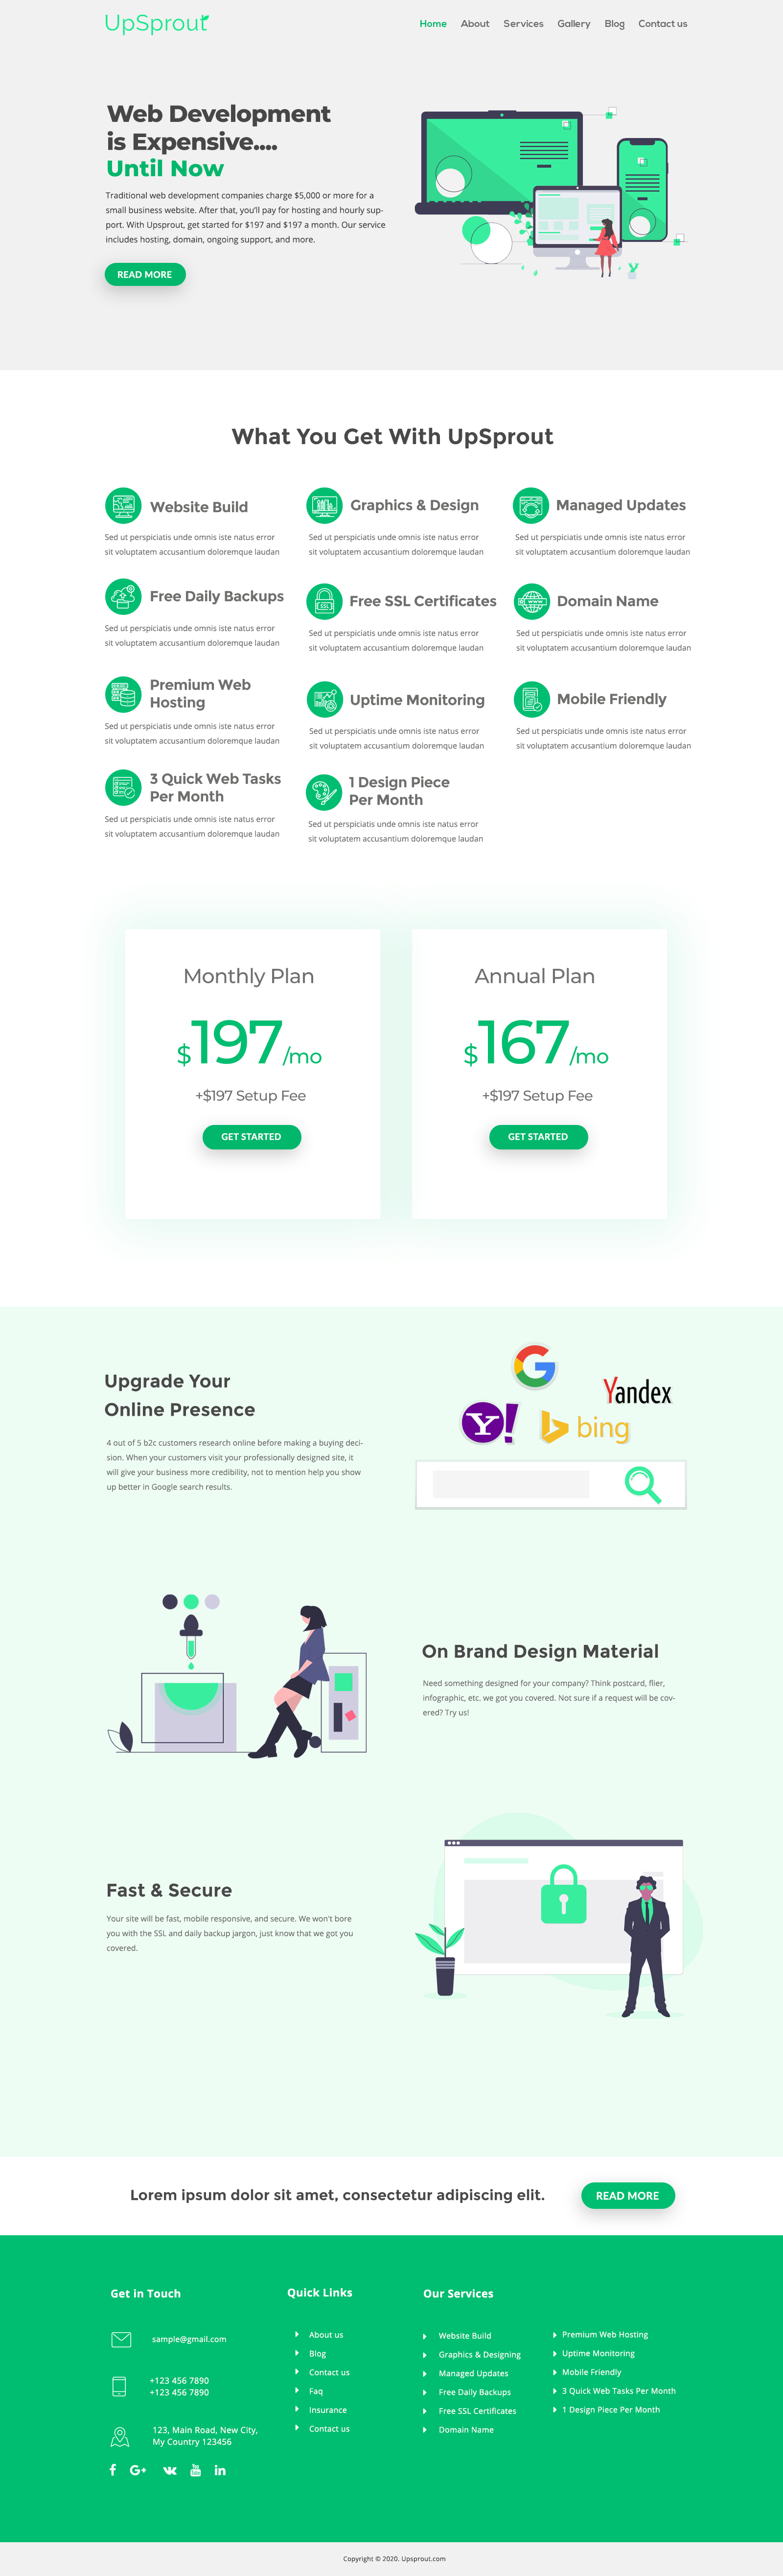 UpSprout
Home About Services Gallery Blog Contact us
Web Development
is Expensive....
Until Now
Traditional web development companies charge $5,000 or more for a
small business website. After that, you'll pay for hosting and hourly sup-
port. With Upsprout, get started for $197 and $197 a month. Our service
includes hosting, domain, ongoing support, and more.
READ MORE
What You Get With UpSprout
Website Build
Sed ut perspiciatis unde omnis iste natus error
sit voluptatem accusantium doloremque laudan
Graphics & Design
Sed ut perspiciatis unde omnis iste natus error
sit voluptatem accusantium doloremque laudan
Managed Updates
Sed ut perspiciatis unde omnis iste natus error
sit voluptatem accusantium doloremque laudan
Free Daily Backups
Sed ut perspiciatis unde omnis iste natus error
sit voluptatem accusantium doloremque laudan
SSL
Free SSL Certificates
Sed ut perspiciatis unde omnis iste natus error
sit voluptatem accusantium doloremque laudan
WWW
Domain Name
Sed ut perspiciatis unde omnis iste natus error
sit voluptatem accusantium doloremque laudan
Premium Web
Hosting
Sed ut perspiciatis unde omnis iste natus error
sit voluptatem accusantium doloremque laudan
Uptime Monitoring
Sed ut perspiciatis unde omnis iste natus error
sit voluptatem accusantium doloremque laudan
Mobile Friendly
Sed ut perspiciatis unde omnis iste natus error
sit voluptatem accusantium doloremque laudan
3 Quick Web Tasks
Per Month
Sed ut perspiciatis unde omnis iste natus error
sit voluptatem accusantium doloremque laudan
1 Design Piece
Per Month
Sed ut perspiciatis unde omnis iste natus error
sit voluptatem accusantium doloremque laudan
Monthly Plan
$197/mo
+$197 Setup Fee
GET STARTED
Annual Plan
$167/mo
+$197 Setup Fee
GET STARTED
Upgrade Your
Online Presence
4 out of 5 b2c customers research online before making a buying deci-
sion. When your customers visit your professionally designed site, it
will give your business more credibility, not to mention help you show
up better in Google search results.
G
Yandex
Y!
bing
On Brand Design Material
Need something designed for your company? Think postcard, flier,
infographic, etc. we got you covered. Not sure if a request will be cov-
ered? Try us!
Fast & Secure
Your site will be fast, mobile responsive, and secure. We won't bore
you with the SSL and daily backup jargon, just know that we got you
covered.
Lorem ipsum dolor sit amet, consectetur adipiscing elit.
READ MORE
Get in Touch
sample@gmail.com
+123 456 7890
+123 456 7890
123, Main Road, New City,
My Country 123456
Quick Links
About us
Blog
Contact us
Faq
Insurance
Contact us
Our Services
Website Build
Graphics & Designing
Managed Updates
Free Daily Backups
Free SSL Certificates
Domain Name
Premium Web Hosting
Uptime Monitoring
Mobile Friendly
3 Quick Web Tasks Per Month
1 Design Piece Per Month
Copyright © 2020. Upsprout.com